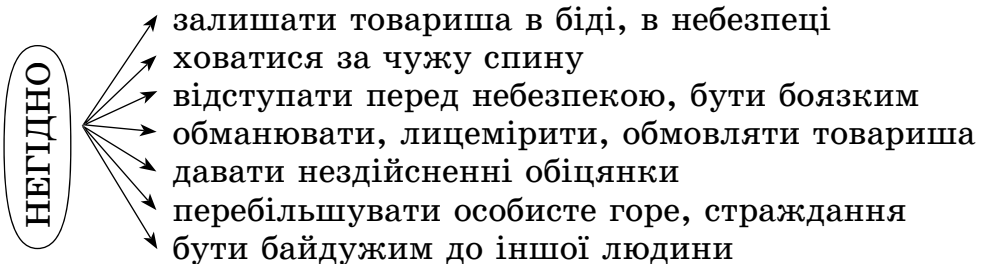 НЕГІДНО
залишати товариша в біді, в небезпеці
ховатися за чужу спину
відступати перед небезпекою, бути боязким
обманювати, лицемірити, обмовляти товариша
давати нездійсненні обіцянки
перебільшувати особисте горе, страждання
бути байдужим до іншої людини